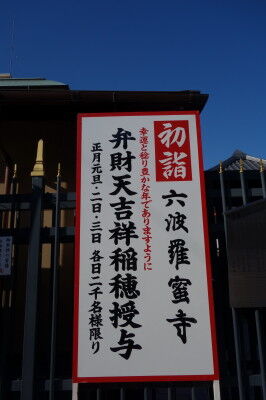 初詣
六波羅蜜寺
幸運と稔り豊かな年でありますように
弁財天吉祥稲穂授与
正月元旦・二日・三日 各日二千名様限り